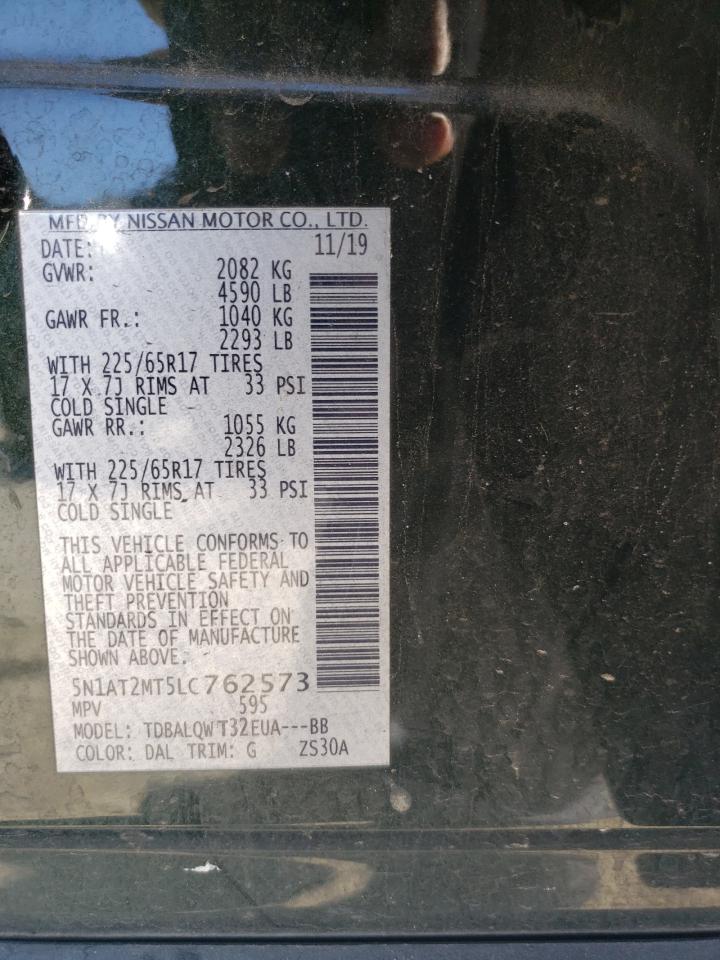 MFD BY NISSAN MOTOR CO., LTD.
DATE: 11/19
GVWR: 2082 KG
4590 LB
GAWR FR.: 1040 KG
2293 LB
WITH 225/65R17 TIRES
17 X 7J RIMS AT 33 PSI
COLD SINGLE
GAWR RR.: 1055 KG
2326 LB
WITH 225/65R17 TIRES
17 X 7J RIMS AT 33 PSI
COLD SINGLE
THIS VEHICLE CONFORMS TO
ALL APPLICABLE FEDERAL
MOTOR VEHICLE SAFETY AND
THEFT PREVENTION
STANDARDS IN EFFECT ON
THE DATE OF MANUFACTURE
SHOWN ABOVE.
5N1AT2MT5LC762573
MPV 595
MODEL: TDBALQWT32EUA---BB
COLOR: DAL TRIM: G ZS30A